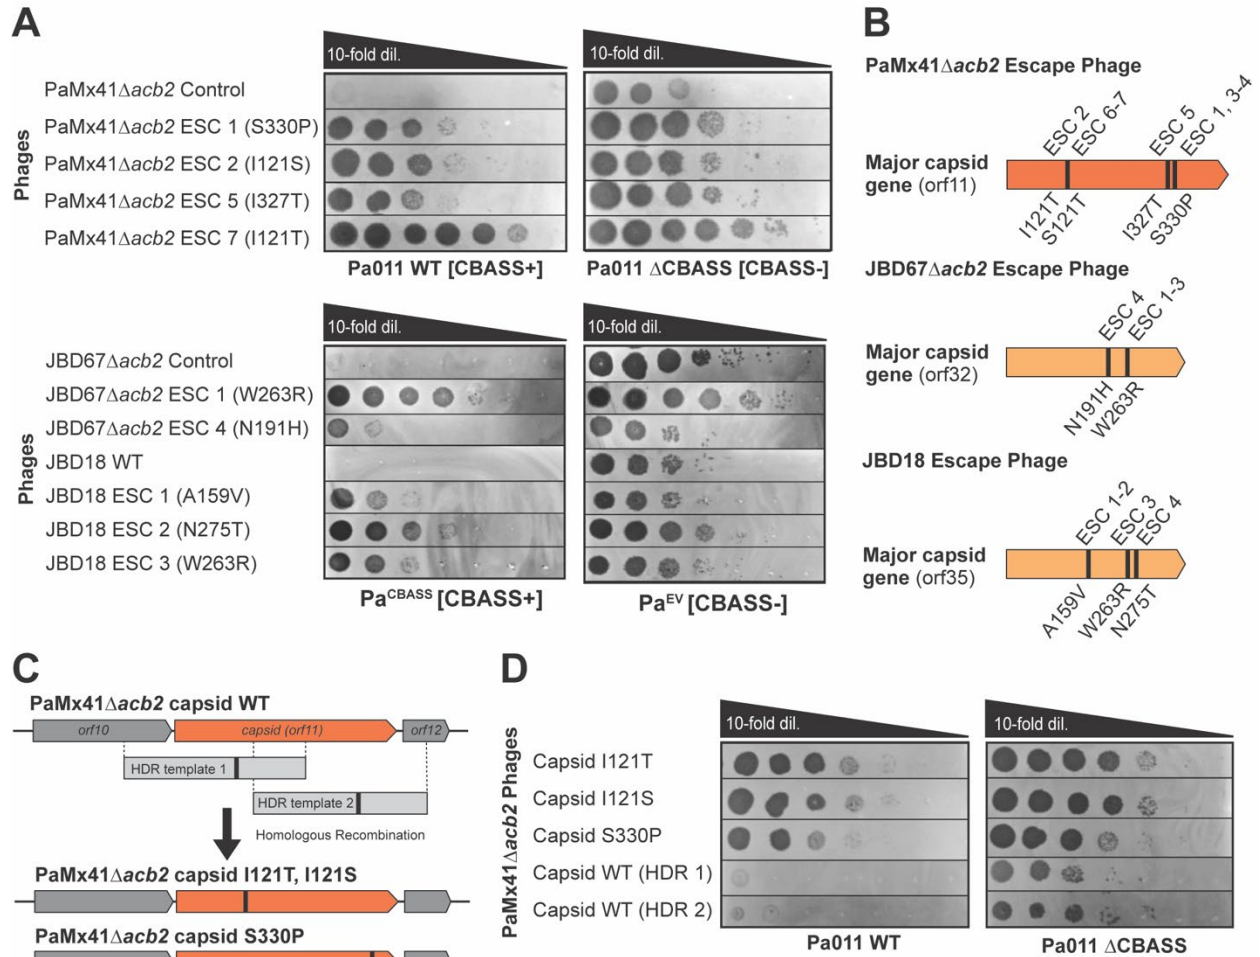 A
10-fold dil.
10-fold dil.
Phages
PaMx41Δacb2 Control
PaMx41Δacb2 ESC 1 (S330P)
PaMx41Δacb2 ESC 2 (I121S)
PaMx41Δacb2 ESC 5 (I327T)
PaMx41Δacb2 ESC 7 (I121T)
Pa011 WT [CBASS+]
Pa011 ΔCBASS [CBASS-]
10-fold dil.
10-fold dil.
Phages
JBD67Δacb2 Control
JBD67Δacb2 ESC 1 (W263R)
JBD67Δacb2 ESC 4 (N191H)
JBD18 WT
JBD18 ESC 1 (A159V)
JBD18 ESC 2 (N275T)
JBD18 ESC 3 (W263R)
PaCBASS [CBASS+]
PaEV [CBASS-]
B
PaMx41Δacb2 Escape Phage
ESC 2
ESC 6-7
ESC 5
ESC 1, 3-4
Major capsid
gene (orf11)
I121T
S121T
I327T
S330P
JBD67Δacb2 Escape Phage
ESC 4
ESC 1-3
Major capsid
gene (orf32)
N191H
W263R
JBD18 Escape Phage
ESC 1-2
ESC 3
ESC 4
Major capsid
gene (orf35)
A159V
W263R
N275T
C
PaMx41Δacb2 capsid WT
orf10
capsid (orf11)
orf12
HDR template 1
HDR template 2
Homologous Recombination
PaMx41Δacb2 capsid I121T, I121S
PaMx41Δacb2 capsid S330P
D
10-fold dil.
10-fold dil.
PaMx41Δacb2 Phages
Capsid I121T
Capsid I121S
Capsid S330P
Capsid WT (HDR 1)
Capsid WT (HDR 2)
Pa011 WT
Pa011 ΔCBASS